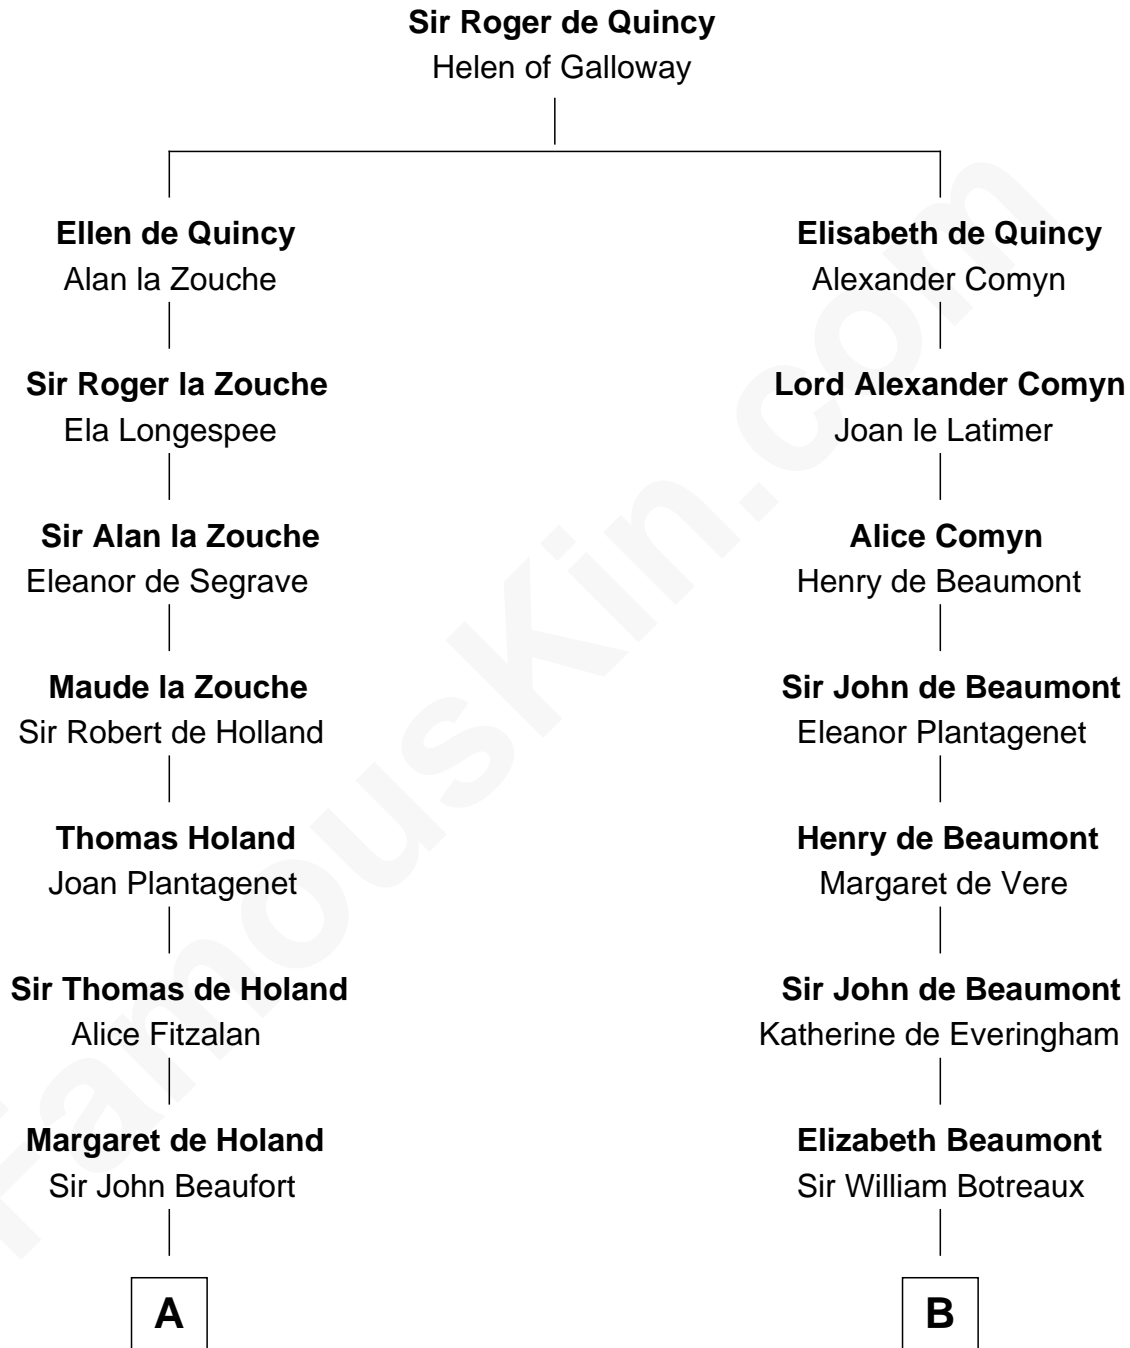 Sir Roger de Quincy
Helen of Galloway
Ellen de Quincy
Alan la Zouche
Elisabeth de Quincy
Alexander Comyn
Sir Roger la Zouche
Ela Longespee
Lord Alexander Comyn
Joan le Latimer
Sir Alan la Zouche
Eleanor de Segrave
Alice Comyn
Henry de Beaumont
Maude la Zouche
Sir Robert de Holland
Sir John de Beaumont
Eleanor Plantagenet
Thomas Holand
Joan Plantagenet
Henry de Beaumont
Margaret de Vere
Sir Thomas de Holand
Alice Fitzalan
Sir John de Beaumont
Katherine de Everingham
Margaret de Holand
Sir John Beaufort
Elizabeth Beaumont
Sir William Botreaux
A
B
FamousKin.com